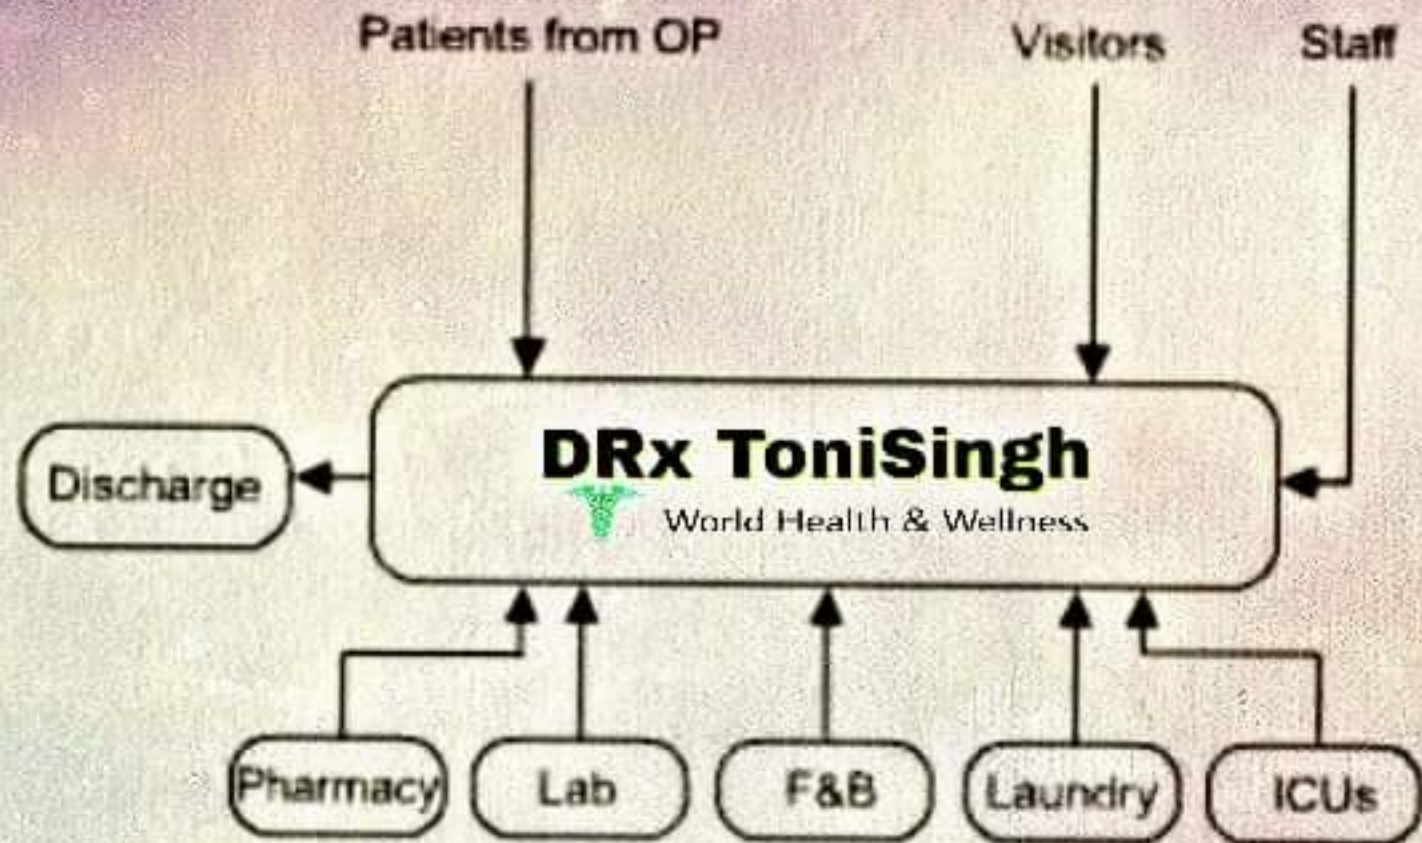 Patients from OP
Visitors
Staff
DRx ToniSingh
World Health & Wellness
Discharge
Pharmacy
Lab
F&B
Laundry
ICUs